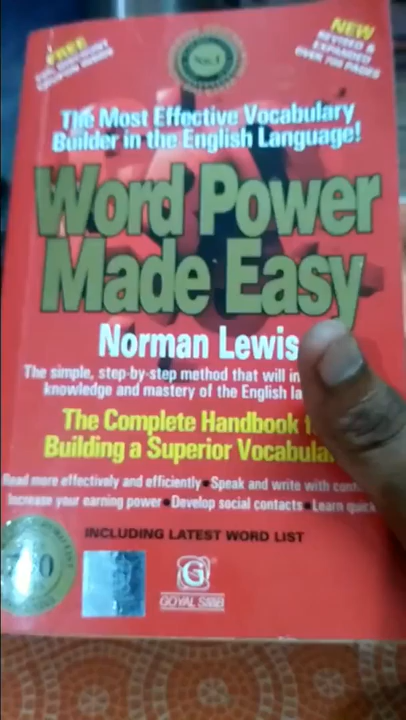 FREE
NEW
REVISED &
EXPANDED
OVER 700 PAGES
No.1
The Most Effective Vocabulary
Builder in the English Language!
Word Power
Made Easy
Norman Lewis
The simple, step-by-step method that will in
knowledge and mastery of the English la
The Complete Handbook f
Building a Superior Vocabula
Read more effectively and efficiently • Speak and write with con
Increase your earning power • Develop social contacts • Learn quick
INCLUDING LATEST WORD LIST
G
GOYAL SAAB